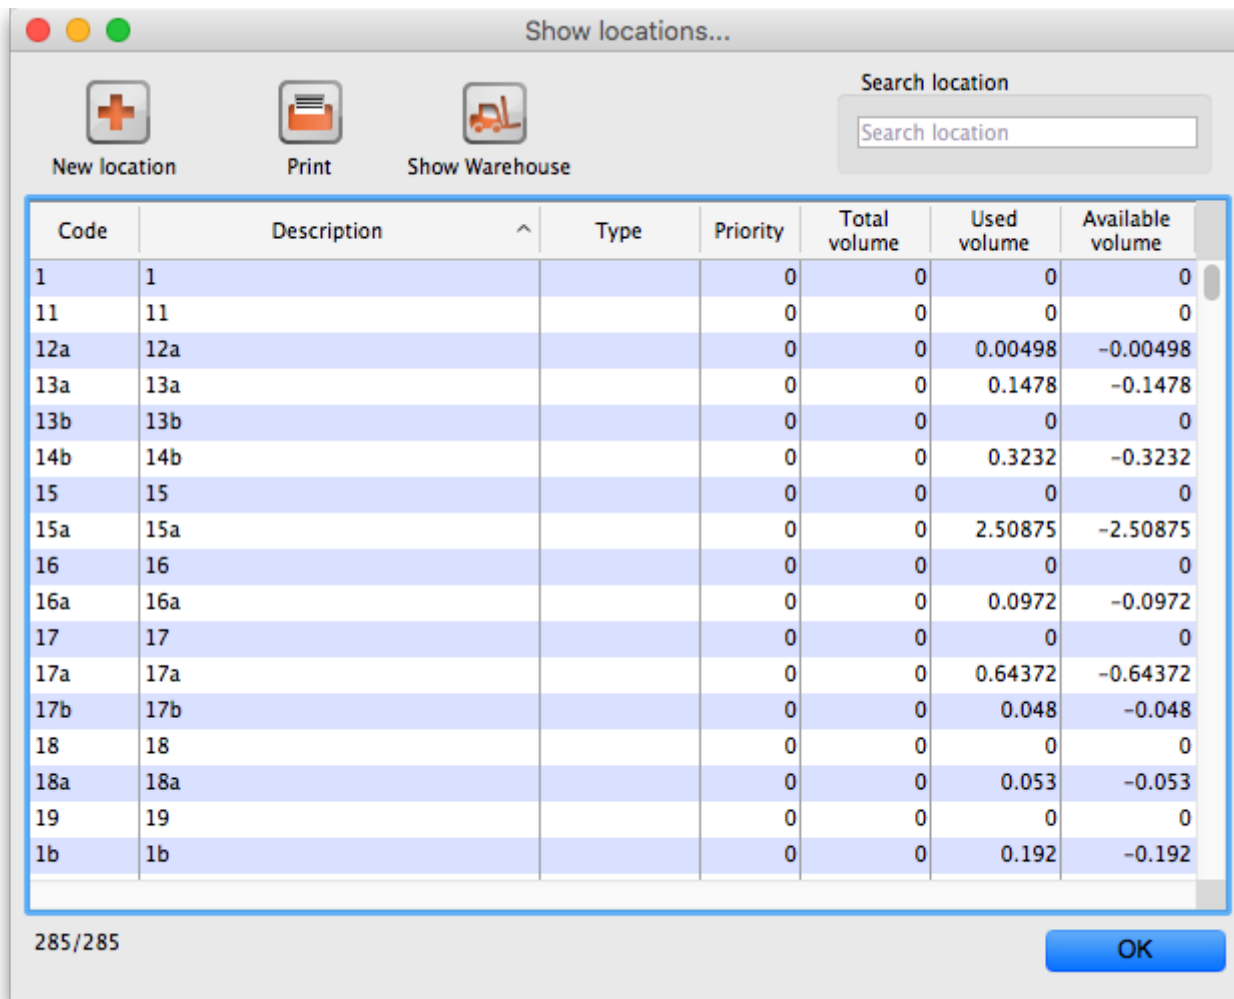 Show locations...
Search location
Search location
New location Print Show Warehouse
Code Description Type Priority Total volume Used volume Available volume
1 1 0 0 0 0
11 11 0 0 0 0
12a 12a 0 0 0.00498 -0.00498
13a 13a 0 0 0.1478 -0.1478
13b 13b 0 0 0 0
14b 14b 0 0 0.3232 -0.3232
15 15 0 0 0 0
15a 15a 0 0 2.50875 -2.50875
16 16 0 0 0 0
16a 16a 0 0 0.0972 -0.0972
17 17 0 0 0 0
17a 17a 0 0 0.64372 -0.64372
17b 17b 0 0 0.048 -0.048
18 18 0 0 0 0
18a 18a 0 0 0.053 -0.053
19 19 0 0 0 0
1b 1b 0 0 0.192 -0.192
285/285
OK